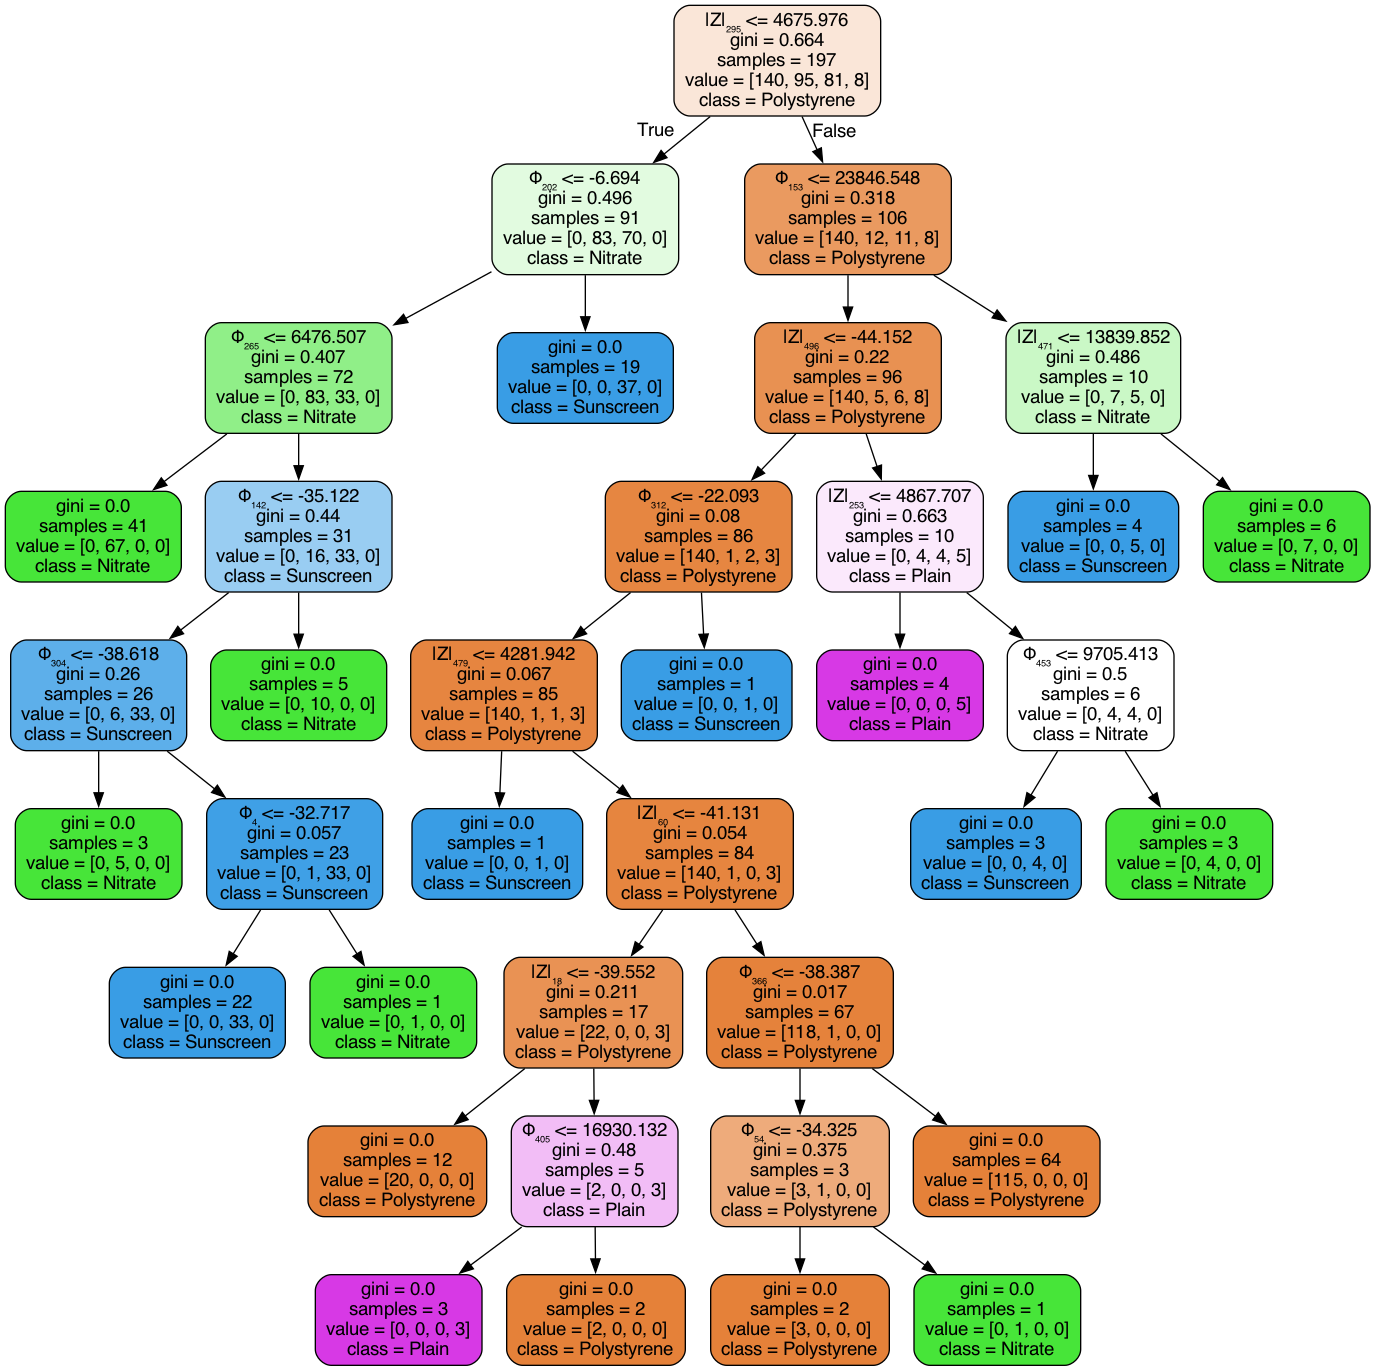 |Z|₂₉₅ <= 4675.976
gini = 0.664
samples = 197
value = [140, 95, 81, 8]
class = Polystyrene
True
False
Φ₂₀₂ <= -6.694
gini = 0.496
samples = 91
value = [0, 83, 70, 0]
class = Nitrate
Φ₁₅₃ <= 23846.548
gini = 0.318
samples = 106
value = [140, 12, 11, 8]
class = Polystyrene
Φ₂₆₅ <= 6476.507
gini = 0.407
samples = 72
value = [0, 83, 33, 0]
class = Nitrate
gini = 0.0
samples = 19
value = [0, 0, 37, 0]
class = Sunscreen
|Z|₄₉₆ <= -44.152
gini = 0.22
samples = 96
value = [140, 5, 6, 8]
class = Polystyrene
|Z|₄₇₁ <= 13839.852
gini = 0.486
samples = 10
value = [0, 7, 5, 0]
class = Nitrate
gini = 0.0
samples = 41
value = [0, 67, 0, 0]
class = Nitrate
Φ₁₄₂ <= -35.122
gini = 0.44
samples = 31
value = [0, 16, 33, 0]
class = Sunscreen
Φ₃₁₂ <= -22.093
gini = 0.08
samples = 86
value = [140, 1, 2, 3]
class = Polystyrene
|Z|₂₅₃ <= 4867.707
gini = 0.663
samples = 10
value = [0, 4, 4, 5]
class = Plain
gini = 0.0
samples = 4
value = [0, 0, 5, 0]
class = Sunscreen
gini = 0.0
samples = 6
value = [0, 7, 0, 0]
class = Nitrate
Φ₃₀₄ <= -38.618
gini = 0.26
samples = 26
value = [0, 6, 33, 0]
class = Sunscreen
gini = 0.0
samples = 5
value = [0, 10, 0, 0]
class = Nitrate
|Z|₄₇₉ <= 4281.942
gini = 0.067
samples = 85
value = [140, 1, 1, 3]
class = Polystyrene
gini = 0.0
samples = 1
value = [0, 0, 1, 0]
class = Sunscreen
gini = 0.0
samples = 4
value = [0, 0, 0, 5]
class = Plain
Φ₄₅₃ <= 9705.413
gini = 0.5
samples = 6
value = [0, 4, 4, 0]
class = Nitrate
gini = 0.0
samples = 3
value = [0, 5, 0, 0]
class = Nitrate
Φ₄ <= -32.717
gini = 0.057
samples = 23
value = [0, 1, 33, 0]
class = Sunscreen
gini = 0.0
samples = 1
value = [0, 0, 1, 0]
class = Sunscreen
|Z|₆₀ <= -41.131
gini = 0.054
samples = 84
value = [140, 1, 0, 3]
class = Polystyrene
gini = 0.0
samples = 3
value = [0, 0, 4, 0]
class = Sunscreen
gini = 0.0
samples = 3
value = [0, 4, 0, 0]
class = Nitrate
gini = 0.0
samples = 22
value = [0, 0, 33, 0]
class = Sunscreen
gini = 0.0
samples = 1
value = [0, 1, 0, 0]
class = Nitrate
|Z|₁₈ <= -39.552
gini = 0.211
samples = 17
value = [22, 0, 0, 3]
class = Polystyrene
Φ₃₆₆ <= -38.387
gini = 0.017
samples = 67
value = [118, 1, 0, 0]
class = Polystyrene
gini = 0.0
samples = 12
value = [20, 0, 0, 0]
class = Polystyrene
Φ₄₀₅ <= 16930.132
gini = 0.48
samples = 5
value = [2, 0, 0, 3]
class = Plain
Φ₅₄ <= -34.325
gini = 0.375
samples = 3
value = [3, 1, 0, 0]
class = Polystyrene
gini = 0.0
samples = 64
value = [115, 0, 0, 0]
class = Polystyrene
gini = 0.0
samples = 3
value = [0, 0, 0, 3]
class = Plain
gini = 0.0
samples = 2
value = [2, 0, 0, 0]
class = Polystyrene
gini = 0.0
samples = 2
value = [3, 0, 0, 0]
class = Polystyrene
gini = 0.0
samples = 1
value = [0, 1, 0, 0]
class = Nitrate